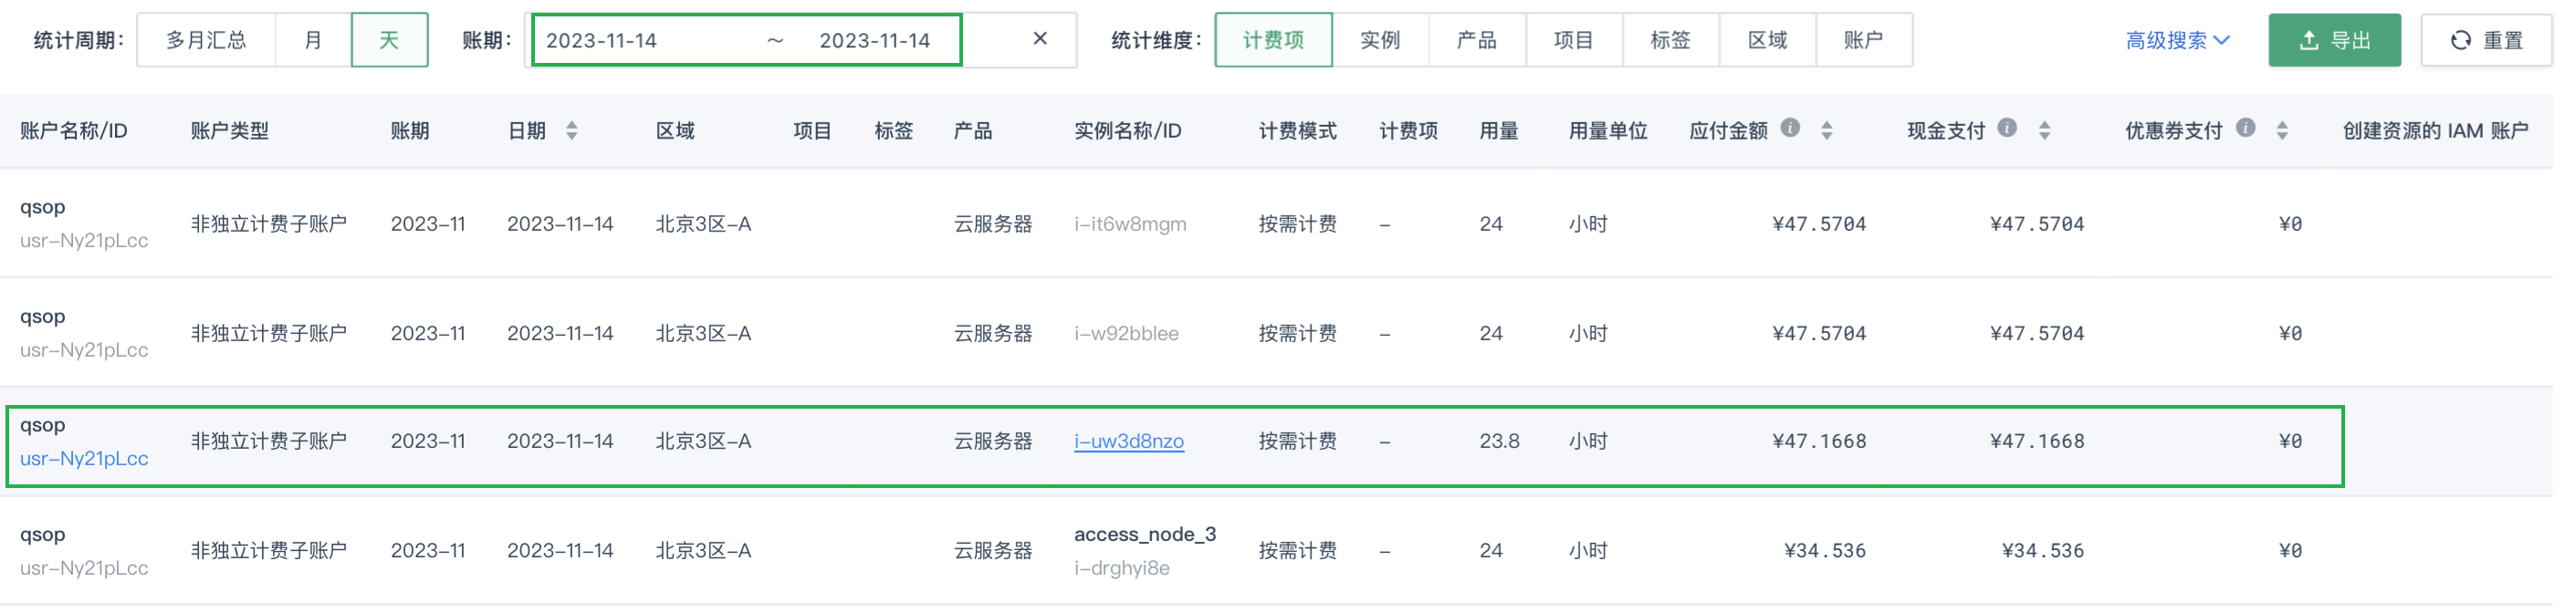 统计周期: 多月汇总 月 天 账期: 2023-11-14 ~ 2023-11-14 × 统计维度: 计费项 实例 产品 项目 标签 区域 账户 高级搜索 导出 重置
账户名称/ID 账户类型 账期 日期 区域 项目 标签 产品 实例名称/ID 计费模式 计费项 用量 用量单位 应付金额 现金支付 优惠券支付 创建资源的 IAM 账户
qsop
usr-Ny21pLcc 非独立计费子账户 2023-11 2023-11-14 北京3区-A 云服务器 i-it6w8mgm 按需计费 - 24 小时 ¥47.5704 ¥47.5704 ¥0
qsop
usr-Ny21pLcc 非独立计费子账户 2023-11 2023-11-14 北京3区-A 云服务器 i-w92bblee 按需计费 - 24 小时 ¥47.5704 ¥47.5704 ¥0
qsop
usr-Ny21pLcc 非独立计费子账户 2023-11 2023-11-14 北京3区-A 云服务器 i-uw3d8nzo 按需计费 - 23.8 小时 ¥47.1668 ¥47.1668 ¥0
qsop
usr-Ny21pLcc 非独立计费子账户 2023-11 2023-11-14 北京3区-A 云服务器 access_node_3
i-drghyi8e 按需计费 - 24 小时 ¥34.536 ¥34.536 ¥0